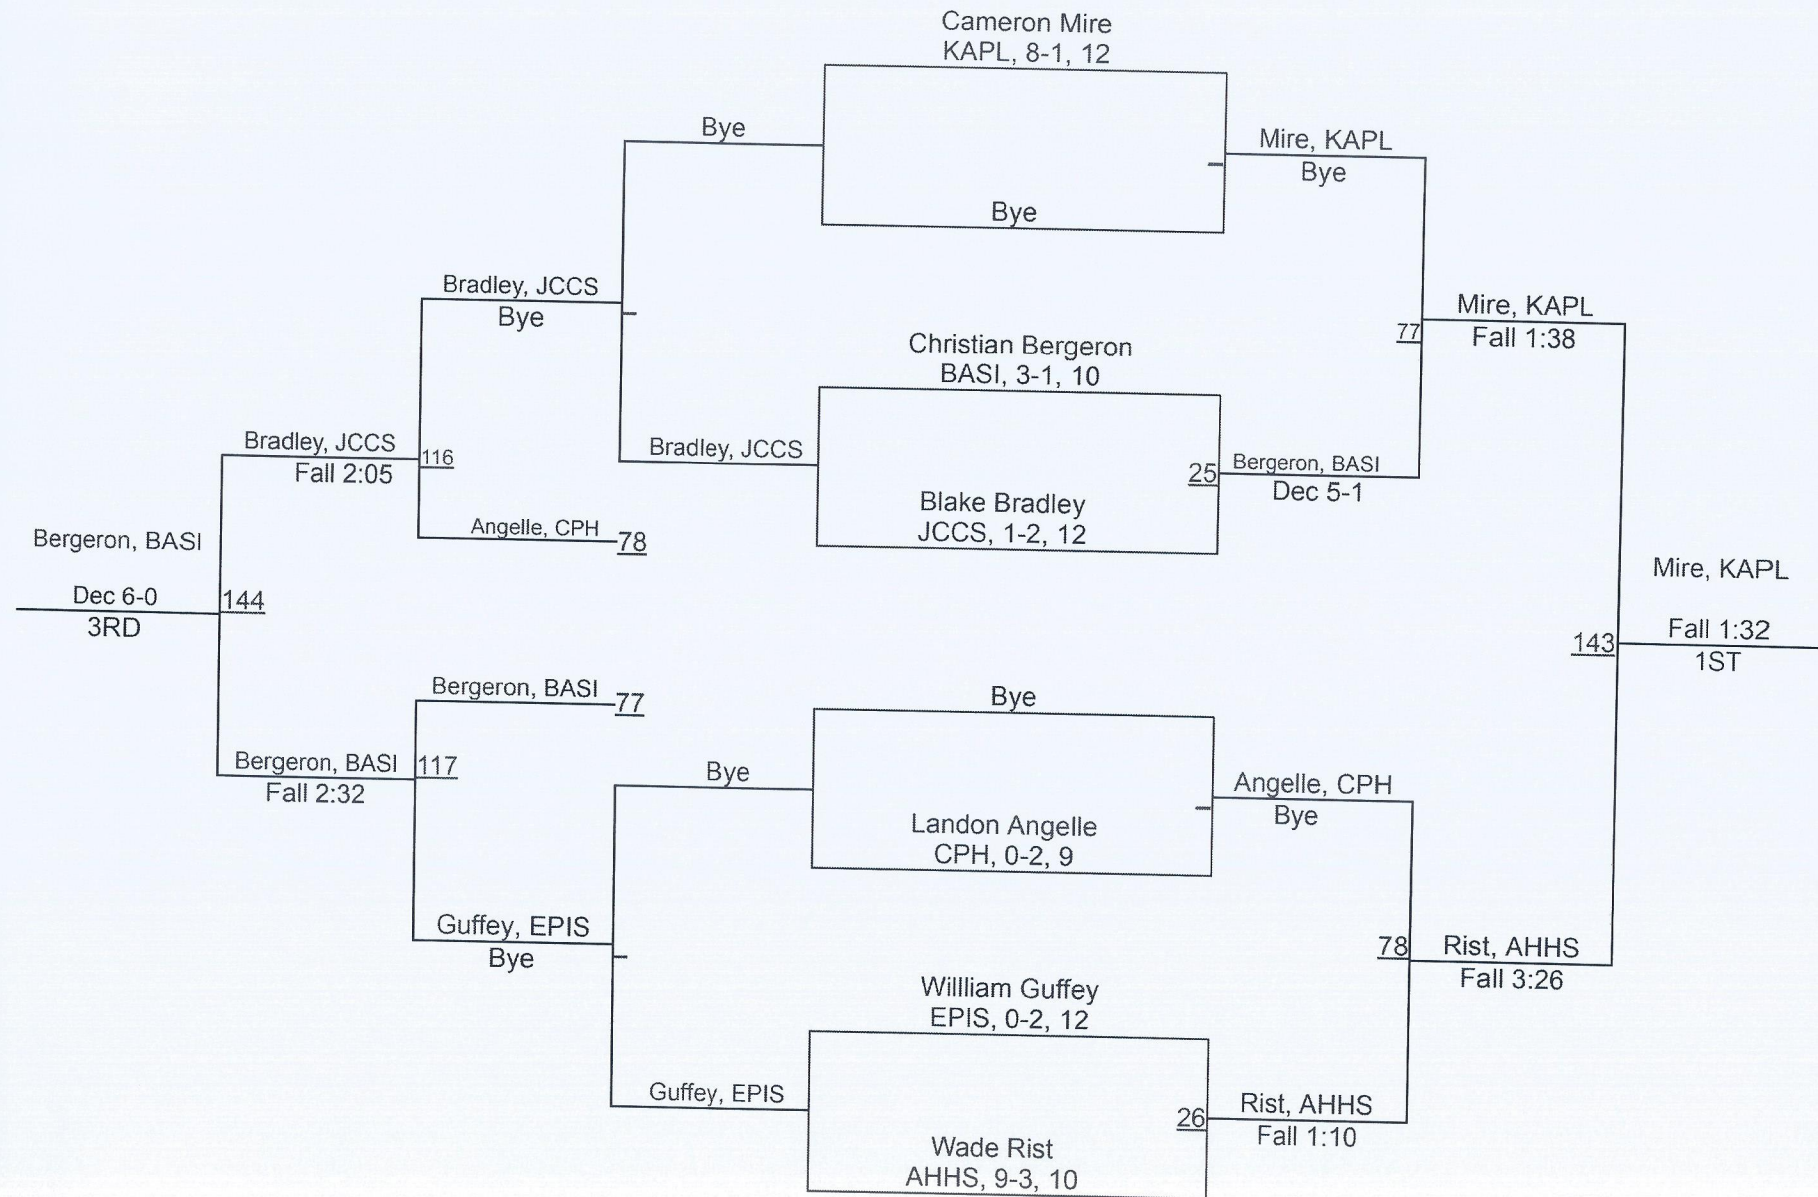 Cameron Mire
KAPL, 8-1, 12
Bye
Mire, KAPL
Bye
Bye
Bradley, JCCS
Bye
Mire, KAPL
77
Fall 1:38
Christian Bergeron
BASI, 3-1, 10
Bradley, JCCS
116
Fall 2:05
Bradley, JCCS
25
Bergeron, BASI
Dec 5-1
Blake Bradley
JCCS, 1-2, 12
Angelle, CPH
78
Bergeron, BASI
Dec 6-0
144
3RD
Mire, KAPL
143
Fall 1:32
1ST
Bergeron, BASI
77
Bye
Bergeron, BASI
117
Fall 2:32
Bye
Angelle, CPH
Bye
Landon Angelle
CPH, 0-2, 9
Guffey, EPIS
Bye
78
Rist, AHHS
Fall 3:26
Willliam Guffey
EPIS, 0-2, 12
Guffey, EPIS
26
Rist, AHHS
Fall 1:10
Wade Rist
AHHS, 9-3, 10